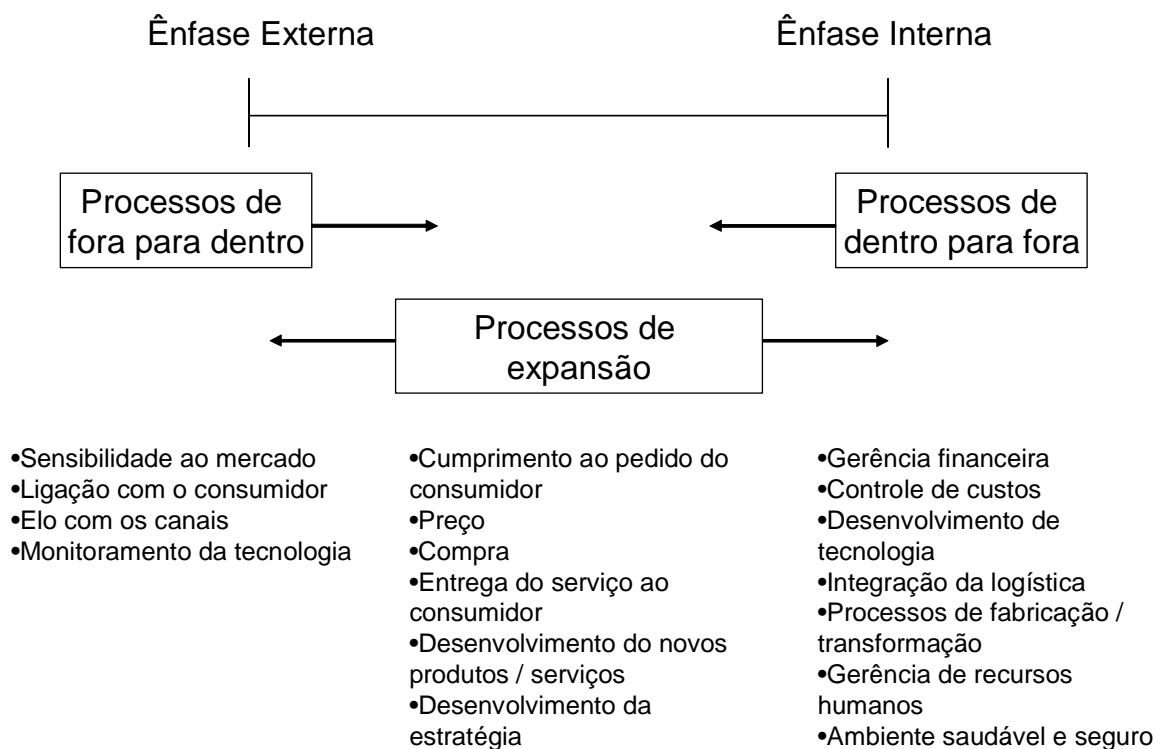 Ênfase Externa
Ênfase Interna
Processos de
fora para dentro
Processos de
dentro para fora
Processos de
expansão
•Sensibilidade ao mercado
•Ligação com o consumidor
•Elo com os canais
•Monitoramento da tecnologia
•Cumprimento ao pedido do
consumidor
•Preço
•Compra
•Entrega do serviço ao
consumidor
•Desenvolvimento do novos
produtos / serviços
•Desenvolvimento da
estratégia
•Gerência financeira
•Controle de custos
•Desenvolvimento de
tecnologia
•Integração da logística
•Processos de fabricação /
transformação
•Gerência de recursos
humanos
•Ambiente saudável e seguro